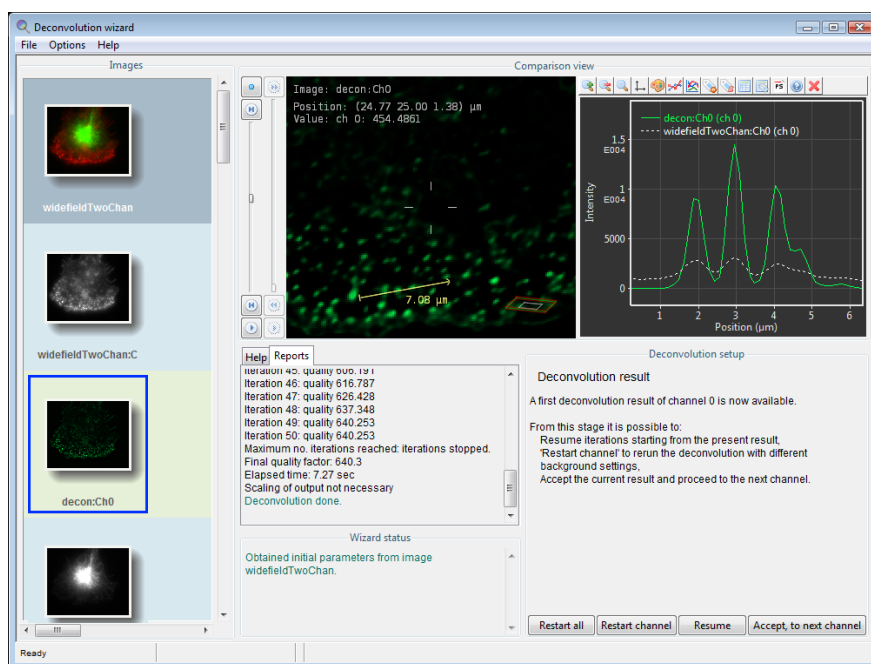 Deconvolution wizard
File Options Help
Images
widefieldTwoChan
widefieldTwoChan:C
decon:Ch0
Comparison view
Image: decon:Ch0
Position: (24.77 25.00 1.38) µm
Value: ch 0: 454.4861
7.08 µm
FS
decon:Ch0 (ch 0)
widefieldTwoChan:Ch0 (ch 0)
1.5
E004
1
E004
5000
0
Intensity
1 2 3 4 5 6
Position (µm)
Help Reports
Iteration 45: quality 606.191
Iteration 46: quality 616.787
Iteration 47: quality 626.428
Iteration 48: quality 637.348
Iteration 49: quality 640.253
Iteration 50: quality 640.253
Maximum no. iterations reached: iterations stopped.
Final quality factor: 640.3
Elapsed time: 7.27 sec
Scaling of output not necessary
Deconvolution done.
Wizard status
Obtained initial parameters from image
widefieldTwoChan.
Deconvolution setup
Deconvolution result
A first deconvolution result of channel 0 is now available.
From this stage it is possible to:
Resume iterations starting from the present result,
'Restart channel' to rerun the deconvolution with different
background settings,
Accept the current result and proceed to the next channel.
Restart all Restart channel Resume Accept, to next channel
Ready